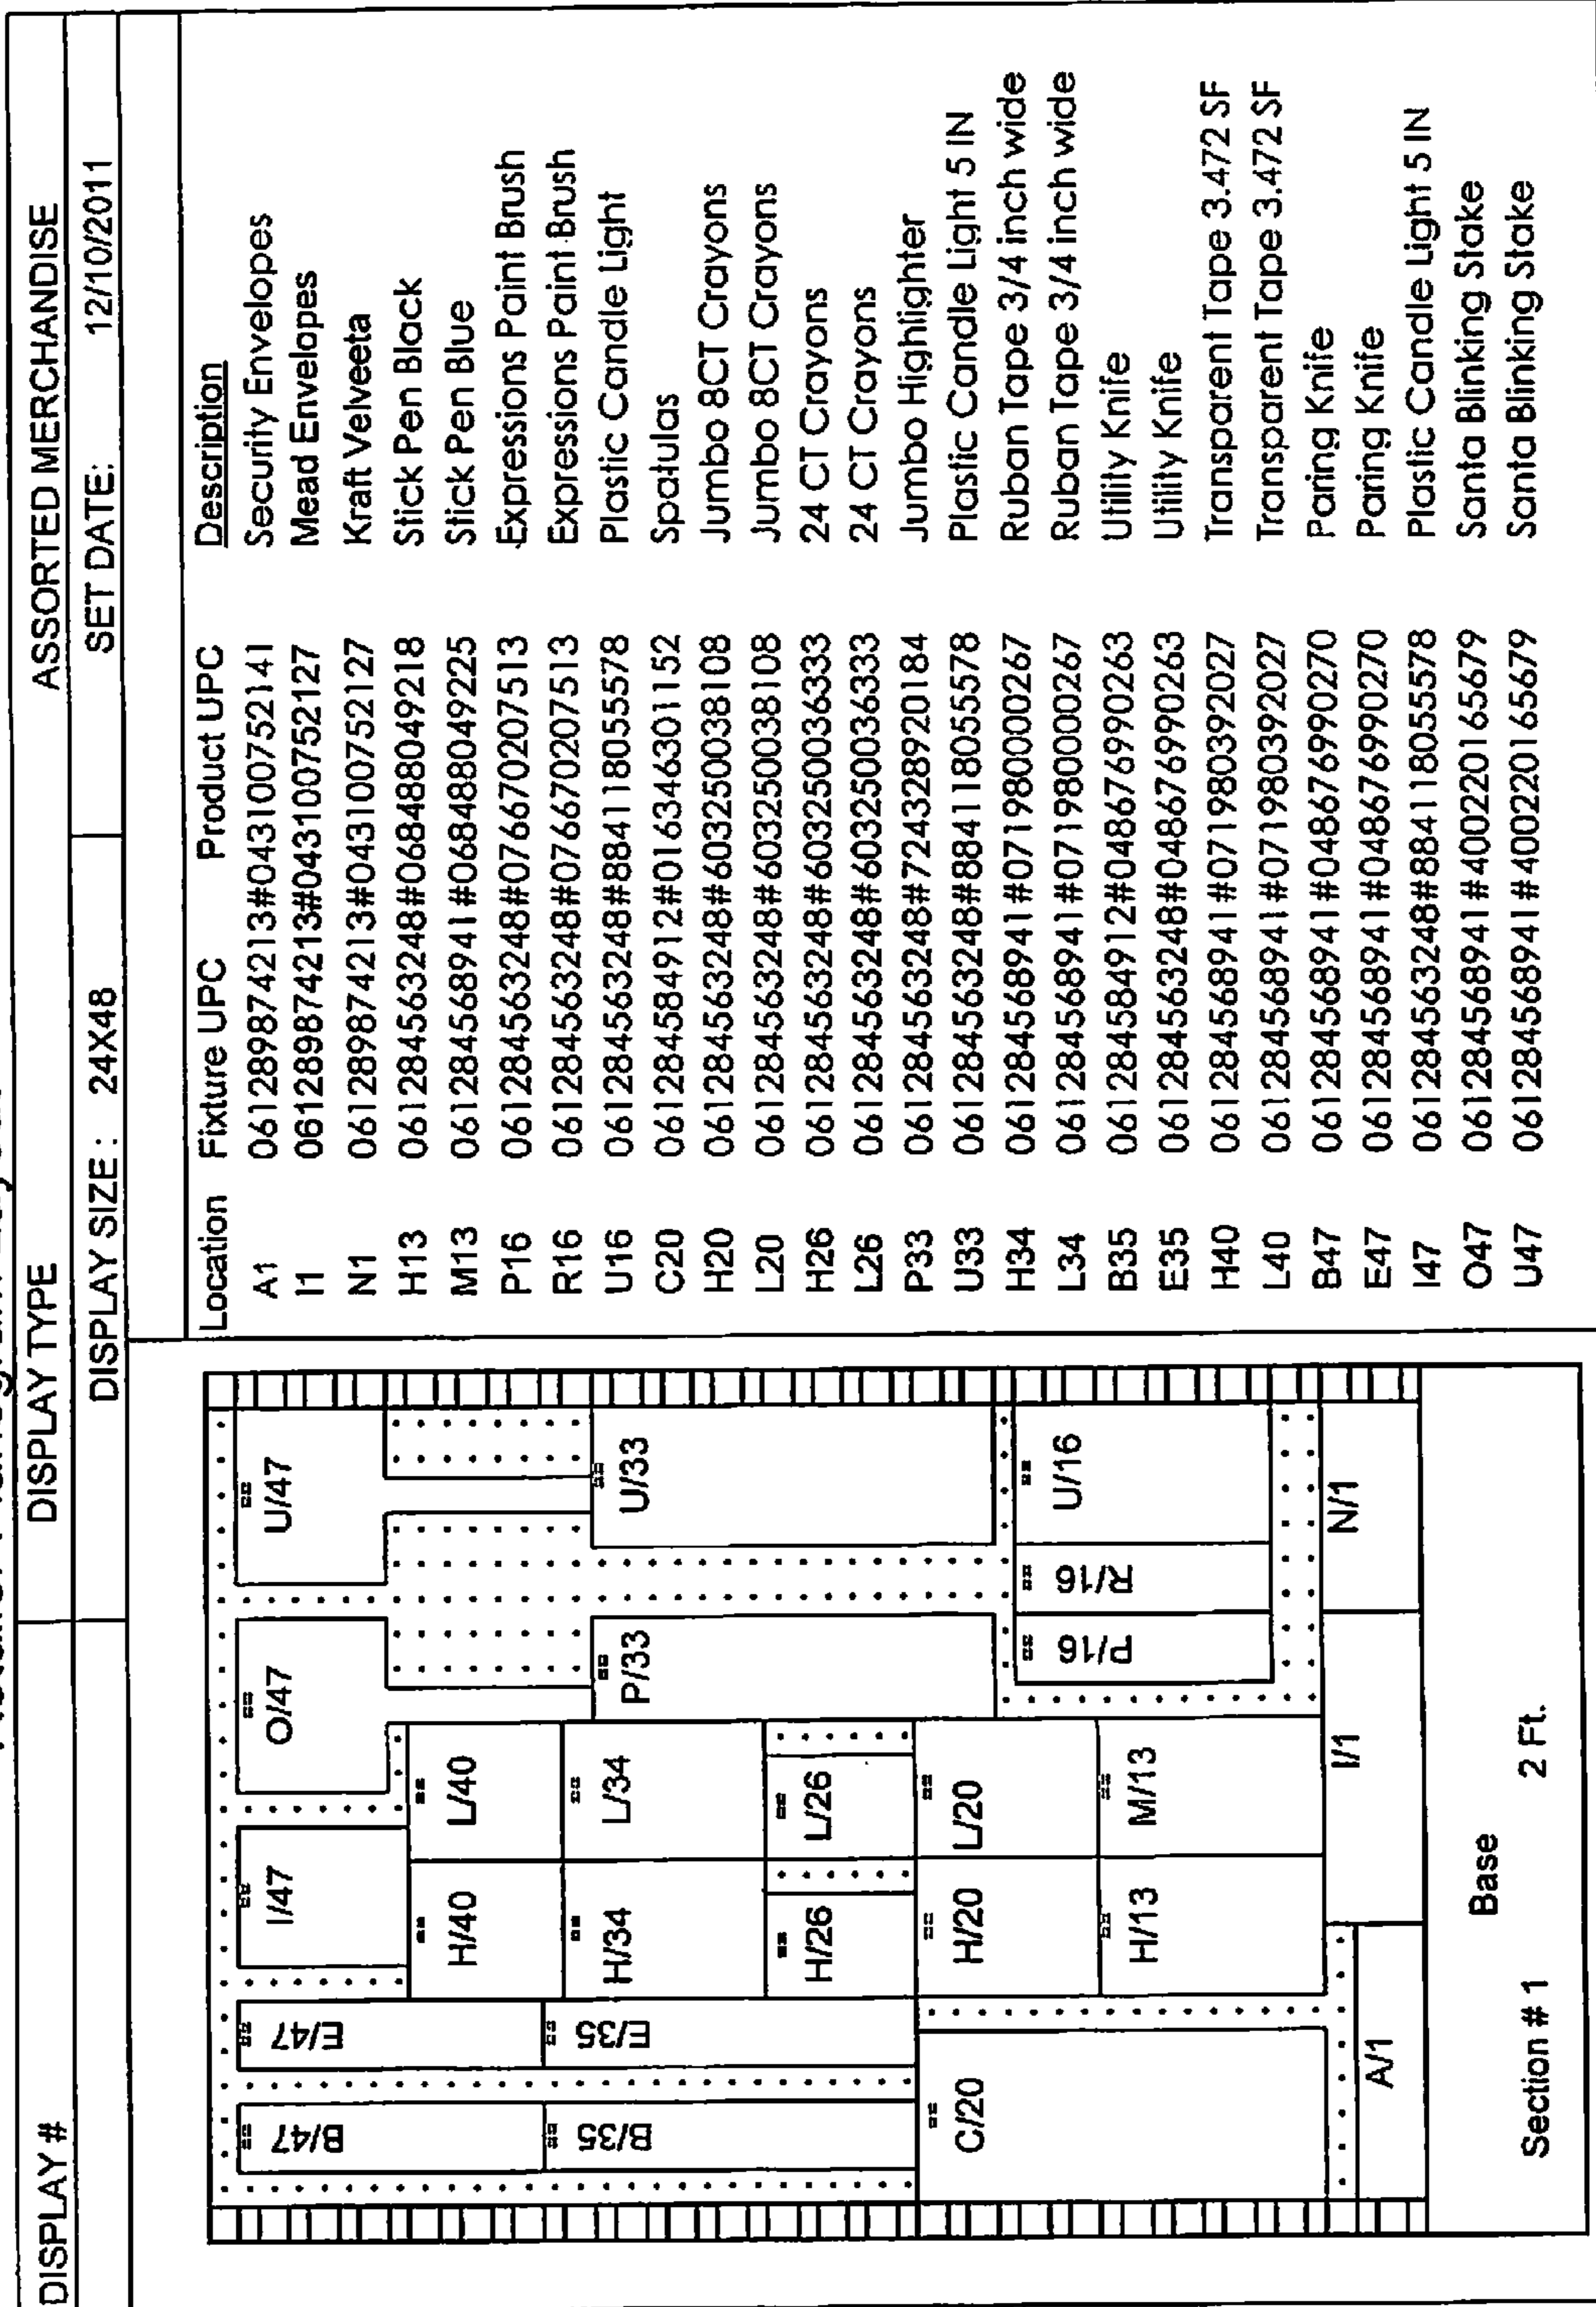 DISPLAY #
DISPLAY TYPE
ASSORTED MERCHANDISE
DISPLAY SIZE: 24X48
SET DATE: 12/10/2011
Location Fixture UPC Product UPC Description
A1 061289874213#043100752141 Security Envelopes
I1 061289874213#043100752127 Mead Envelopes
N1 061289874213#043100752127 Kraft Velveeta
H13 061284563248#068488049218 Stick Pen Black
M13 061284568941#068488049225 Stick Pen Blue
P16 061284563248#076670207513 Expressions Paint Brush
R16 061284563248#076670207513 Expressions Paint Brush
U16 061284563248#884118055578 Plastic Candle Light
C20 061284584912#016346301152 Spatulas
H20 061284563248#603250038108 Jumbo 8CT Crayons
L20 061284563248#603250038108 Jumbo 8CT Crayons
H26 061284563248#603250036333 24 CT Crayons
L26 061284563248#603250036333 24 CT Crayons
P33 061284563248#724328920184 Jumbo Highlighter
U33 061284563248#884118055578 Plastic Candle Light 5 IN
H34 061284568941#071980000267 Ruban Tape 3/4 inch wide
L34 061284568941#071980000267 Ruban Tape 3/4 inch wide
B35 061284584912#048676990263 Utility Knife
E35 061284563248#048676990263 Utility Knife
H40 061284568941#071980392027 Transparent Tape 3.472 SF
L40 061284568941#071980392027 Transparent Tape 3.472 SF
B47 061284568941#048676990270 Paring Knife
E47 061284568941#048676990270 Paring Knife
I47 061284563248#884118055578 Plastic Candle Light 5 IN
O47 061284568941#400220165679 Santa Blinking Stake
U47 061284568941#400220165679 Santa Blinking Stake
B/47 E/47 I/47 O/47 U/47
H/40 L/40
B/35 E/35 H/34 L/34 P/33 U/33
H/26 L/26
C/20 H/20 L/20 P/16 R/16 U/16
H/13 M/13
A/1 I/1 N/1
Base
Section # 1 2 Ft.